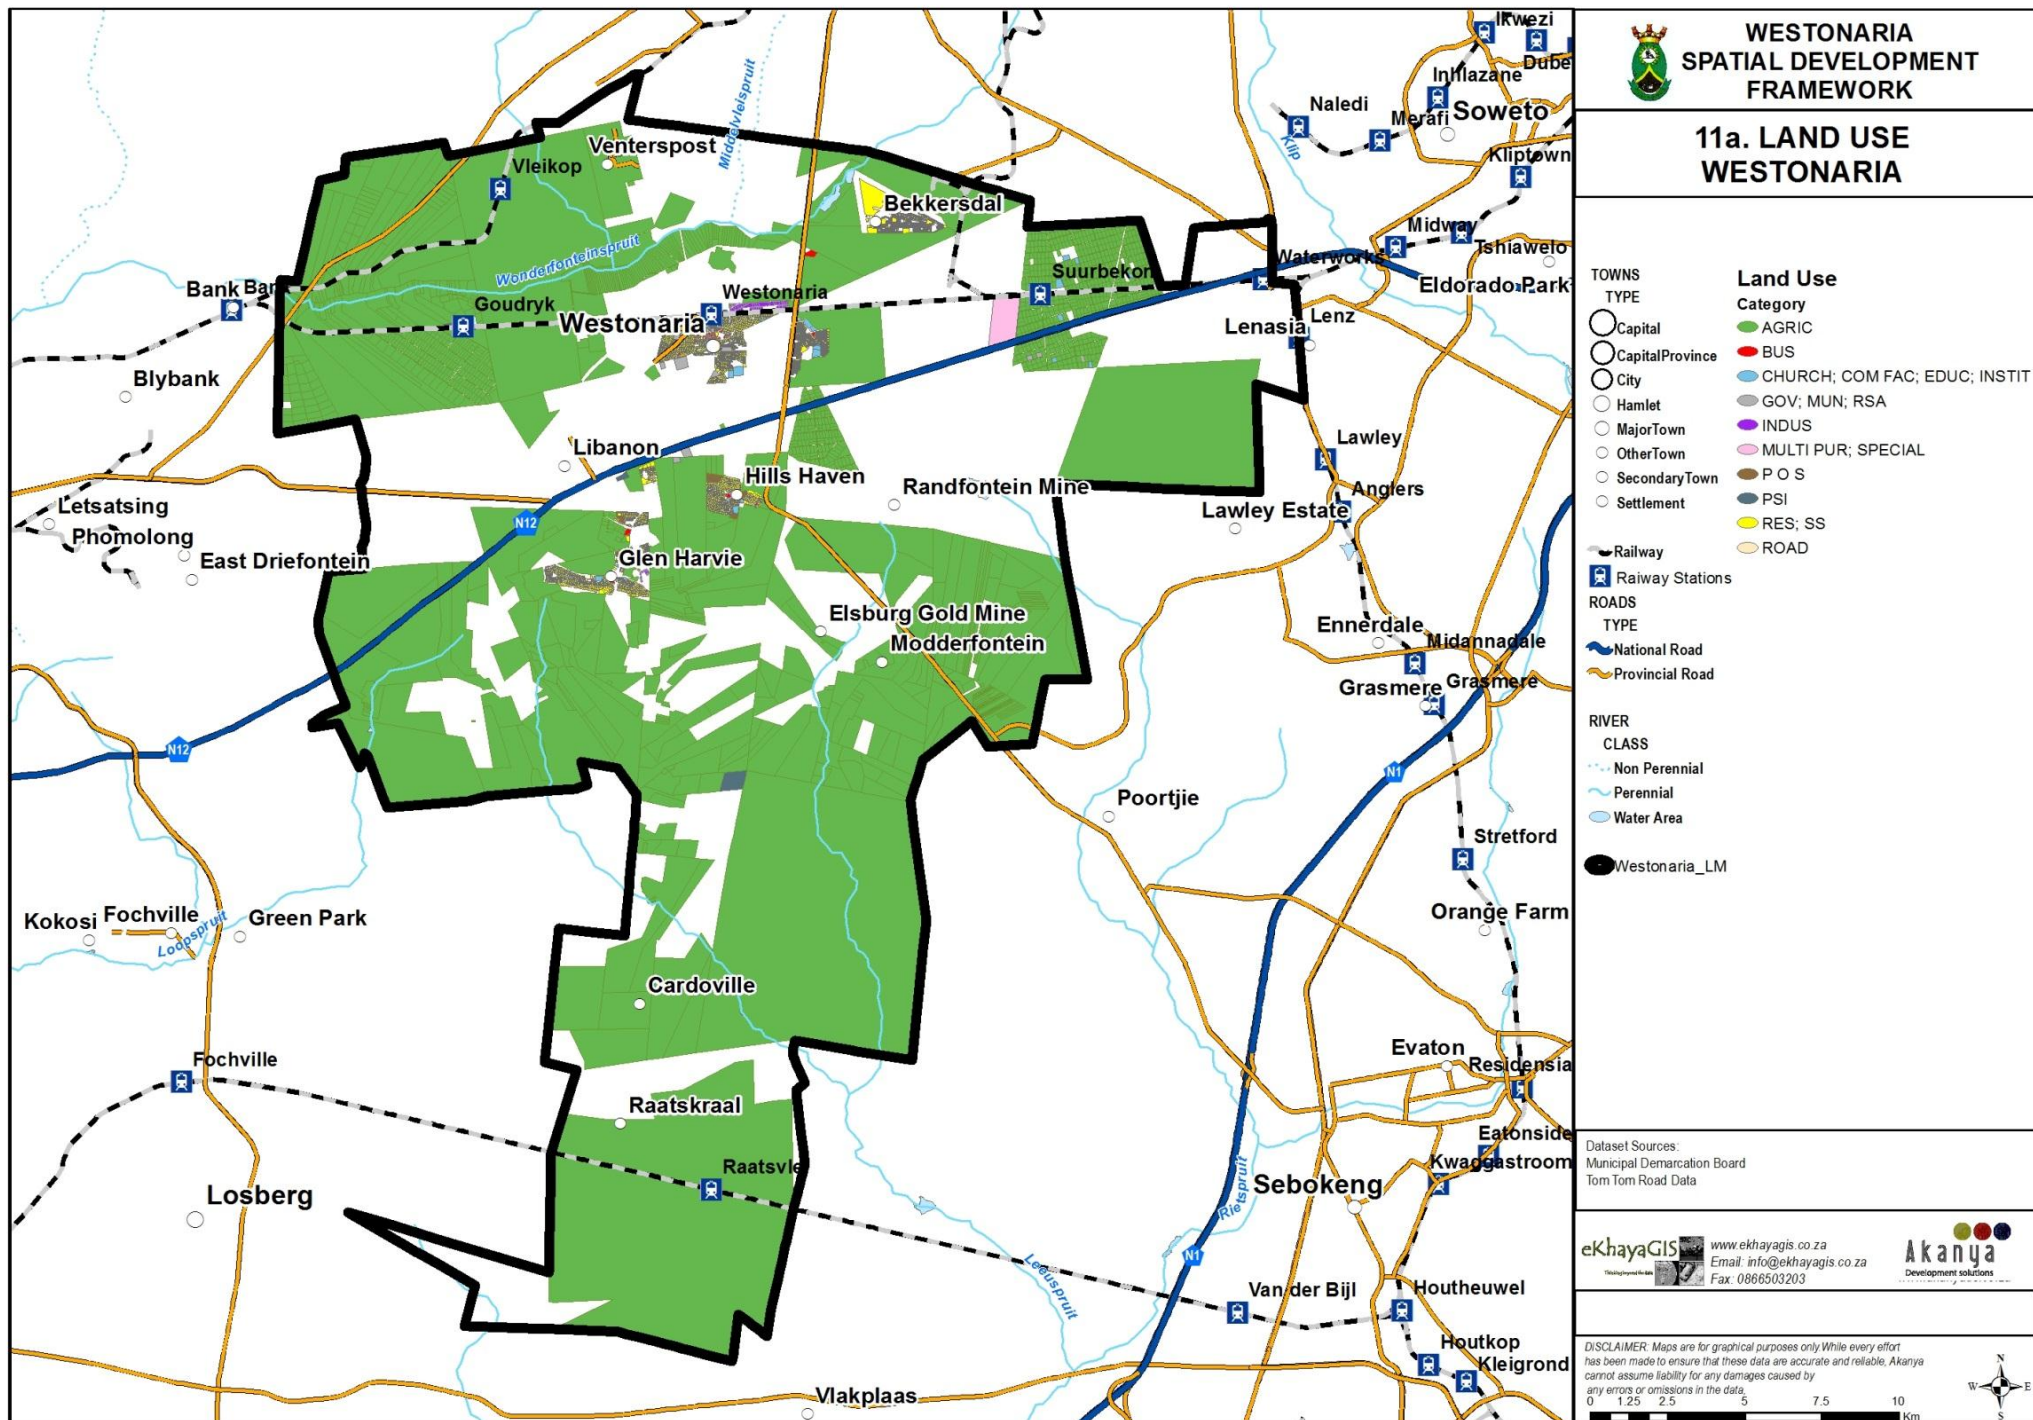 WESTONARIA
SPATIAL DEVELOPMENT
FRAMEWORK
11a. LAND USE
WESTONARIA
TOWNS
TYPE
Capital
CapitalProvince
City
Hamlet
MajorTown
OtherTown
SecondaryTown
Settlement
Railway
Raiway Stations
ROADS
TYPE
National Road
Provincial Road
RIVER
CLASS
Non Perennial
Perennial
Water Area
Westonaria_LM
Land Use
Category
AGRIC
BUS
CHURCH; COM FAC; EDUC; INSTIT
GOV; MUN; RSA
INDUS
MULTI PUR; SPECIAL
P O S
PSI
RES; SS
ROAD
Dataset Sources:
Municipal Demarcation Board
Tom Tom Road Data
eKhayaGIS
www.ekhayagis.co.za
Email: info@ekhayagis.co.za
Fax: 0866503203
Akanya
Development solutions
DISCLAIMER: Maps are for graphical purposes only While every effort
has been made to ensure that these data are accurate and reliable, Akanya
cannot assume liability for any damages caused by
any errors or omissions in the data.
0 1.25 2.5 5 7.5 10
Km
N
W E
S
Ikwezi
Dube
Inhlazane
Naledi
Merafi
Soweto
Klip
Kliptown
Venterspost
Middelvleispruit
Vleikop
Bekkersdal
Midway
Tshiawelo
Wonderfonteinspruit
Waterworks
Suurbekom
Eldorado Park
Bank
Goudryk
Westonaria
Westonaria
Lenasia
Lenz
Blybank
Libanon
Lawley
Hills Haven
Randfontein Mine
Anglers
Letsatsing
Lawley Estate
N12
Phomolong
East Driefontein
Glen Harvie
Elsburg Gold Mine
Ennerdale
Modderfontein
Midannadale
Grasmere
Grasmere
N12
N1
Poortjie
Stretford
Kokosi
Fochville
Green Park
Orange Farm
Loopspruit
Cardoville
Evaton
Fochville
Residensia
Raatskraal
Eatonside
Raatsvlei
Kwaggastroom
Losberg
Sebokeng
Rietspruit
N1
Leeuspruit
Van der Bijl
Houtheuwel
Houtkop
Kleigrond
Vlakplaas